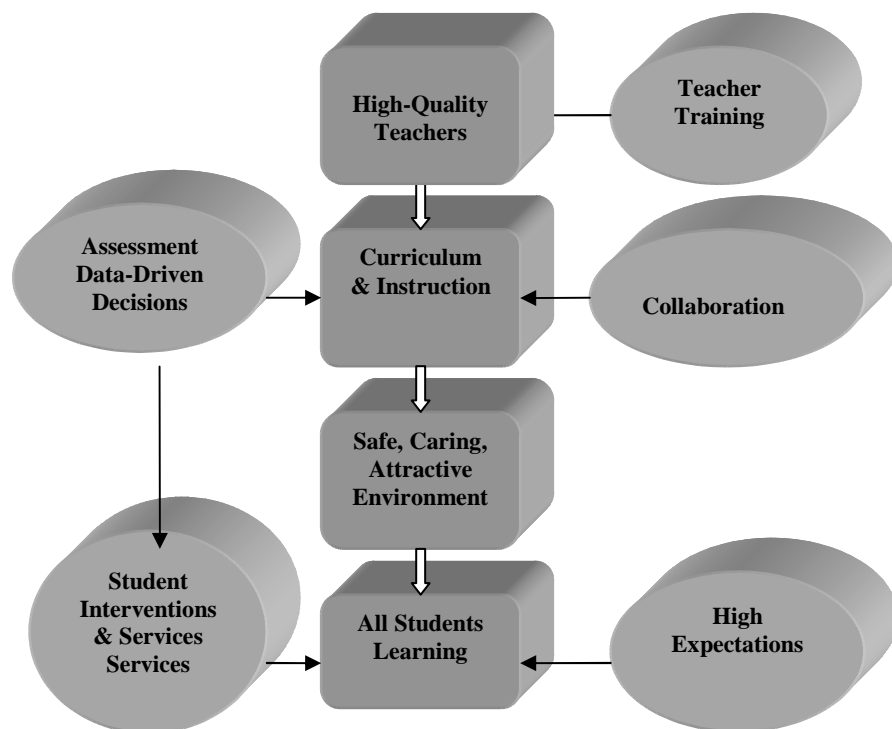 High-Quality
Teachers
Teacher
Training
Assessment
Data-Driven
Decisions
Curriculum
& Instruction
Collaboration
Safe, Caring,
Attractive
Environment
Student
Interventions
& Services
Services
All Students
Learning
High
Expectations